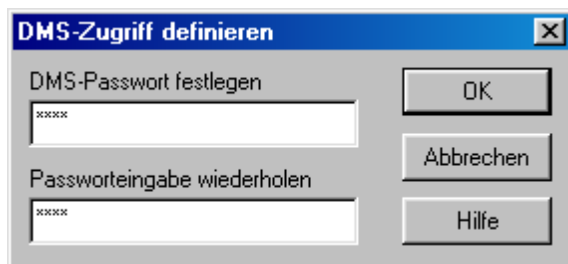 DMS-Zugriff definieren
DMS-Passwort festlegen
****
OK
Abbrechen
Passworteingabe wiederholen
****
Hilfe